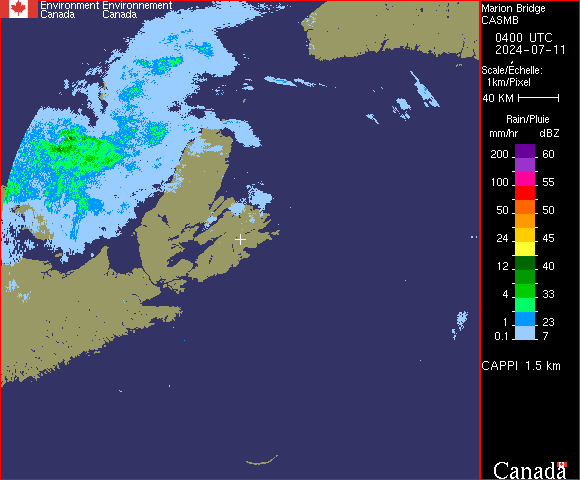 Environment Environnement
Canada Canada
Marion Bridge
CASMB
0400 UTC
2024-07-11
Scale/Échelle:
1km/Pixel
40 KM
Rain/Pluie
mm/hr dBZ
200 60
100 55
50 50
24 45
12 40
4 33
1 23
0.1 7
CAPPI 1.5 km
Canada